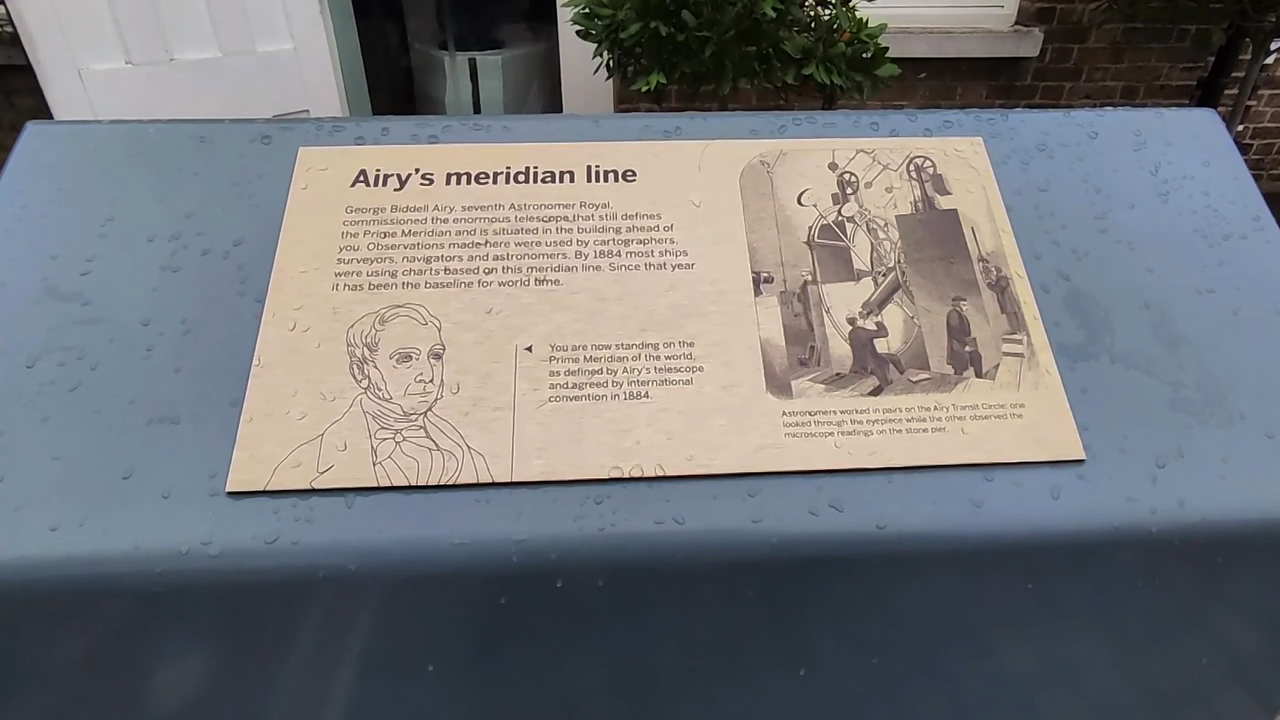 Airy's meridian line
George Biddell Airy, seventh Astronomer Royal,
commissioned the enormous telescope that still defines
the Prime Meridian and is situated in the building ahead of
you. Observations made here were used by cartographers,
surveyors, navigators and astronomers. By 1884 most ships
were using charts based on this meridian line. Since that year
it has been the baseline for world time.
You are now standing on the
Prime Meridian of the world,
as defined by Airy's telescope
and agreed by international
convention in 1884.
Astronomers worked in pairs on the Airy Transit Circle: one
looked through the eyepiece while the other observed the
microscope readings on the stone pier.